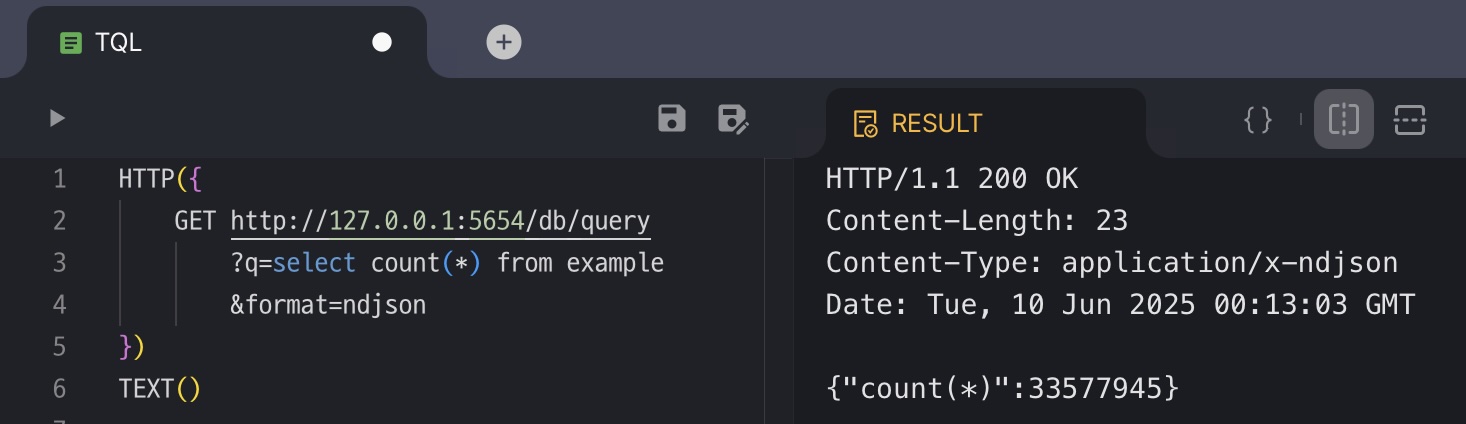 TQL
1 HTTP({
2 GET http://127.0.0.1:5654/db/query
3 ?q=select count(*) from example
4 &format=ndjson
5 })
6 TEXT()
{}
RESULT
HTTP/1.1 200 OK
Content-Length: 23
Content-Type: application/x-ndjson
Date: Tue, 10 Jun 2025 00:13:03 GMT
{"count(*)":33577945}